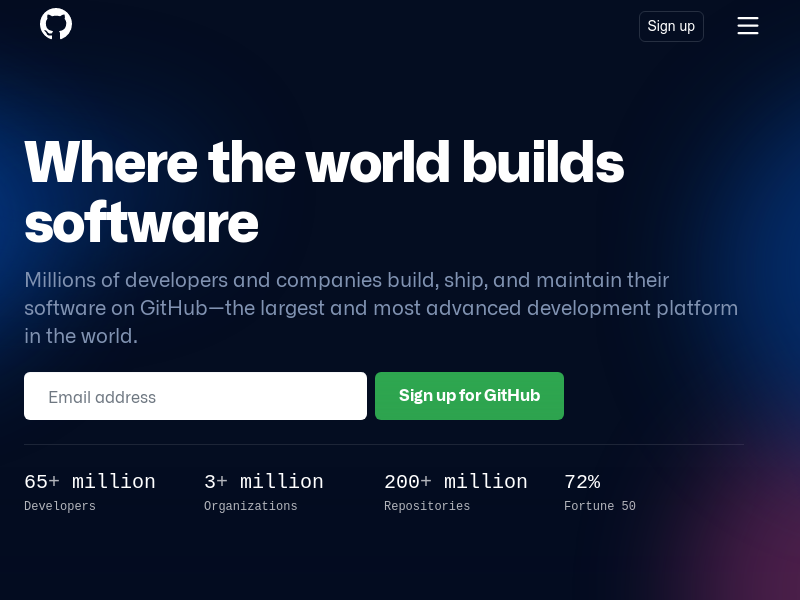 Sign up
Where the world builds
software
Millions of developers and companies build, ship, and maintain their
software on GitHub—the largest and most advanced development platform
in the world.
Email address
Sign up for GitHub
65+ million
3+ million
200+ million
72%
Developers
Organizations
Repositories
Fortune 50